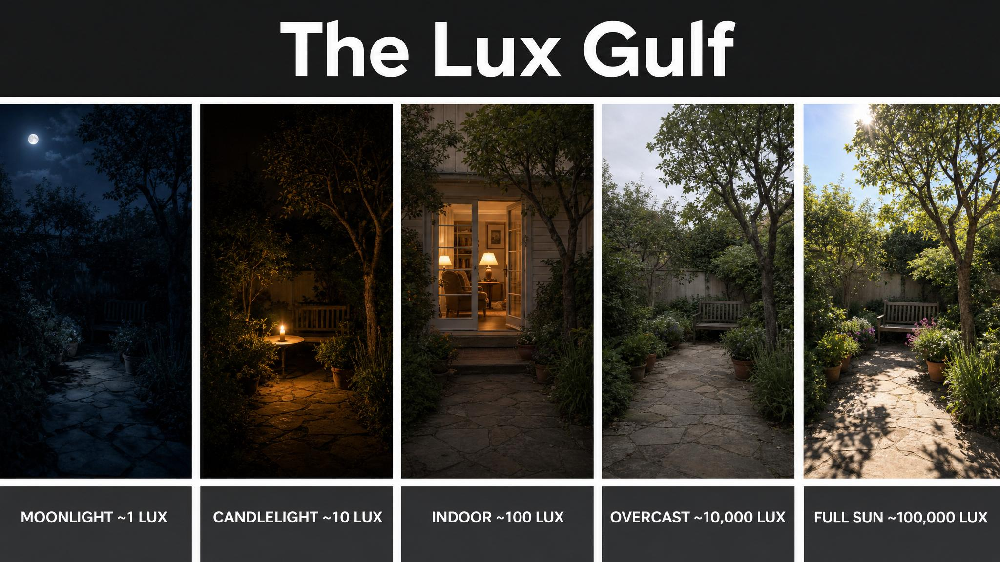 The Lux Gulf
MOONLIGHT ~1 LUX
CANDLELIGHT ~10 LUX
INDOOR ~100 LUX
OVERCAST ~10,000 LUX
FULL SUN ~100,000 LUX